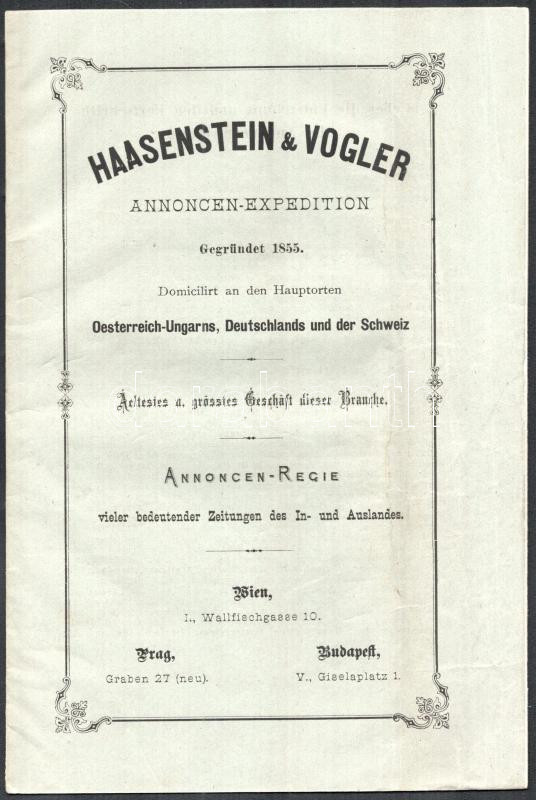 HAASENSTEIN & VOGLER
ANNONCEN-EXPEDITION
Gegründet 1855.
Domicilirt an den Hauptorten
Oesterreich-Ungarns, Deutschlands und der Schweiz
Aeltestes u. grösstes Geschäft dieser Branche.
ANNONCEN-REGIE
vieler bedeutender Zeitungen des In- und Auslandes.
Wien,
I., Wallfischgasse 10.
Prag,
Graben 27 (neu).
Budapest,
V., Giselaplatz 1.